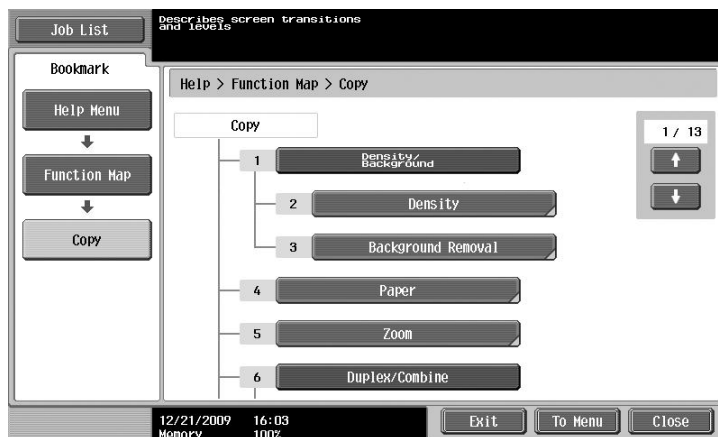 Job List
Describes screen transitions
and levels
Bookmark
Help > Function Map > Copy
Help Menu
Copy
1 / 13
1
Density/
Background
Function Map
2
Density
Copy
3
Background Removal
4
Paper
5
Zoom
6
Duplex/Combine
12/21/2009 16:03
Memory 100%
Exit
To Menu
Close